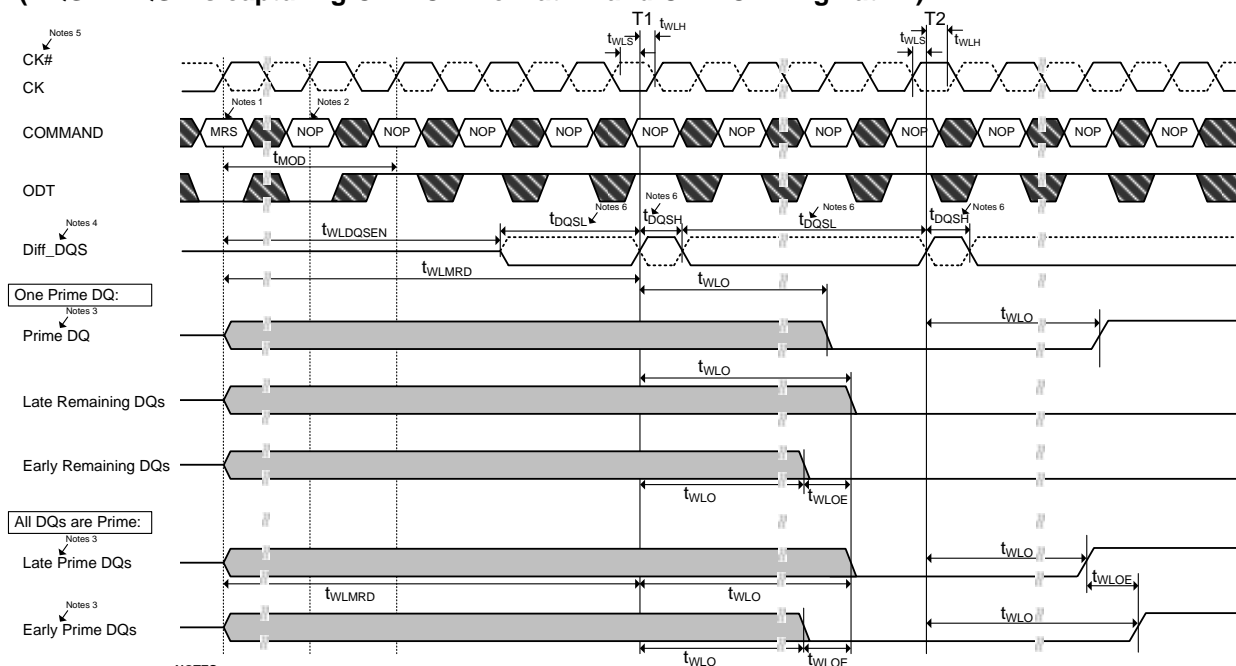 T1 T2
tWLS tWLH tWLS tWLH
Notes 5
CK#
CK
Notes 1 Notes 2
COMMAND MRS NOP NOP NOP NOP NOP NOP NOP NOP NOP NOP NOP
tMOD
ODT
Notes 6 Notes 6 Notes 6 Notes 6
tDQSL tDQSH tDQSL tDQSH
Notes 4
Diff_DQS
tWLDQSEN
tWLMRD tWLO
One Prime DQ:
Notes 3
Prime DQ
tWLO
tWLO
Late Remaining DQs
Early Remaining DQs
tWLO tWLOE
All DQs are Prime:
Notes 3
Late Prime DQs
tWLO
tWLMRD tWLO tWLOE
Notes 3
Early Prime DQs
tWLO
tWLO tWLOE